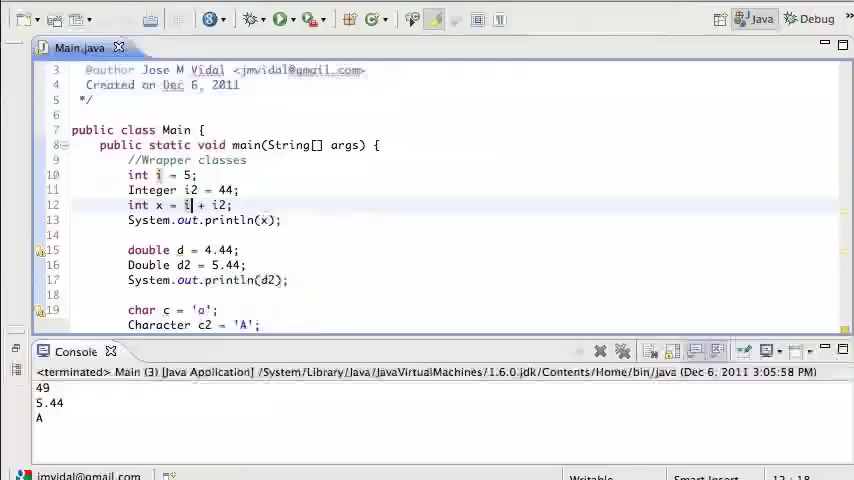 Java
Debug
Main.java
3 @author Jose M Vidal <jmvidal@gmail.com>
4 Created on Dec 6, 2011
5 */
6
7 public class Main {
8 public static void main(String[] args) {
9 //Wrapper classes
10 int i = 5;
11 Integer i2 = 44;
12 int x = i + i2;
13 System.out.println(x);
15 double d = 4.44;
16 Double d2 = 5.44;
17 System.out.println(d2);
18
19 char c = 'a';
Character c2 = 'A';
Console
<terminated> Main (3) [Java Application] /System/Library/Java/JavaVirtualMachines/1.6.0.jdk/Contents/Home/bin/java (Dec 6, 2011 3:05:58 PM)
49
5.44
A
jmvidal@gmail.com
Writable
Smart Insert
12 : 18